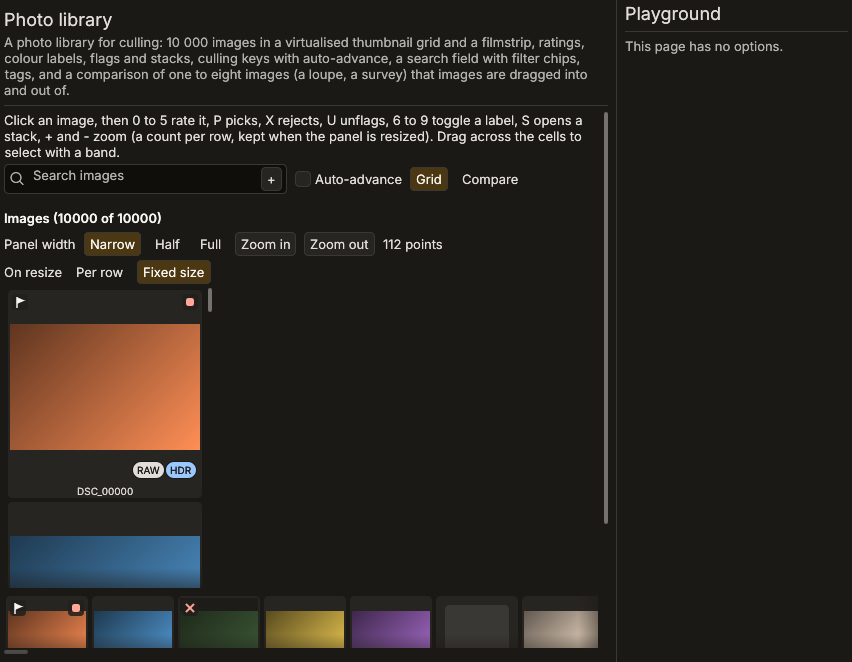 Photo library
A photo library for culling: 10 000 images in a virtualised thumbnail grid and a filmstrip, ratings,
colour labels, flags and stacks, culling keys with auto-advance, a search field with filter chips,
tags, and a comparison of one to eight images (a loupe, a survey) that images are dragged into
and out of.
Click an image, then 0 to 5 rate it, P picks, X rejects, U unflags, 6 to 9 toggle a label, S opens a
stack, + and - zoom (a count per row, kept when the panel is resized). Drag across the cells to
select with a band.
Search images + Auto-advance Grid Compare
Images (10000 of 10000)
Panel width Narrow Half Full Zoom in Zoom out 112 points
On resize Per row Fixed size
RAW HDR
DSC_00000
Playground
This page has no options.